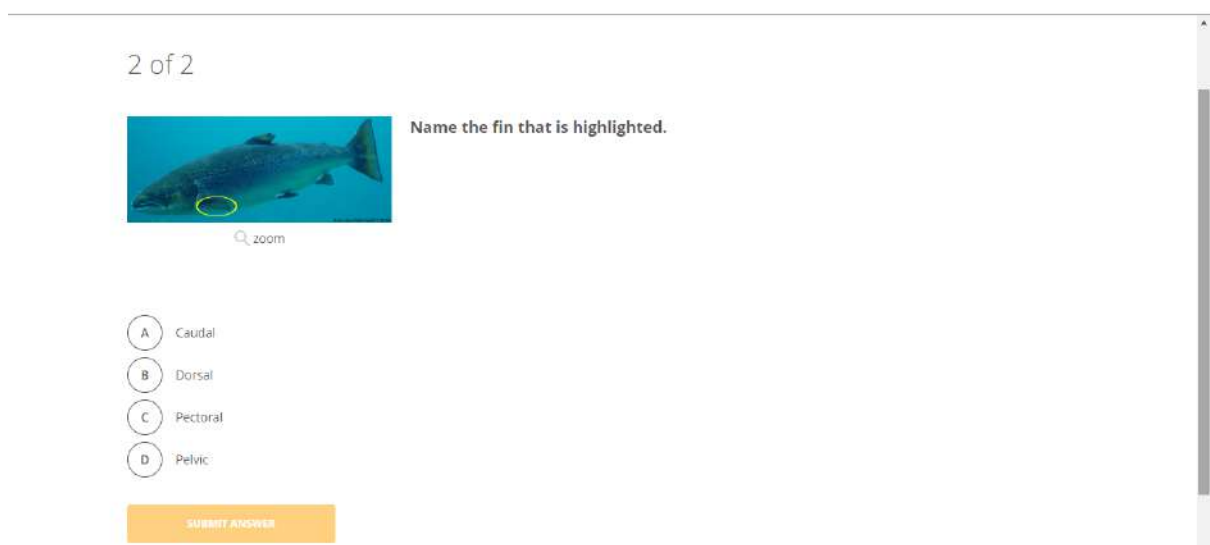 2 of 2
Name the fin that is highlighted.
zoom
A Caudal
B Dorsal
C Pectoral
D Pelvic
SUBMIT ANSWER